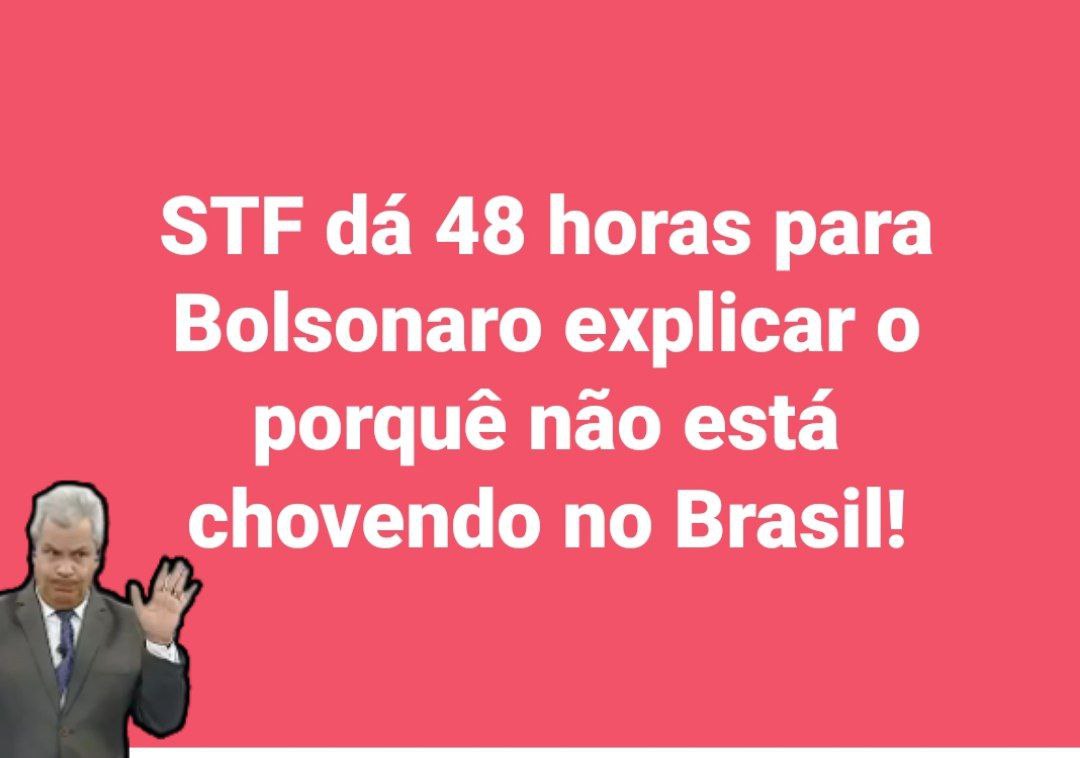 STF dá 48 horas para
Bolsonaro explicar o
porquê não está
chovendo no Brasil!